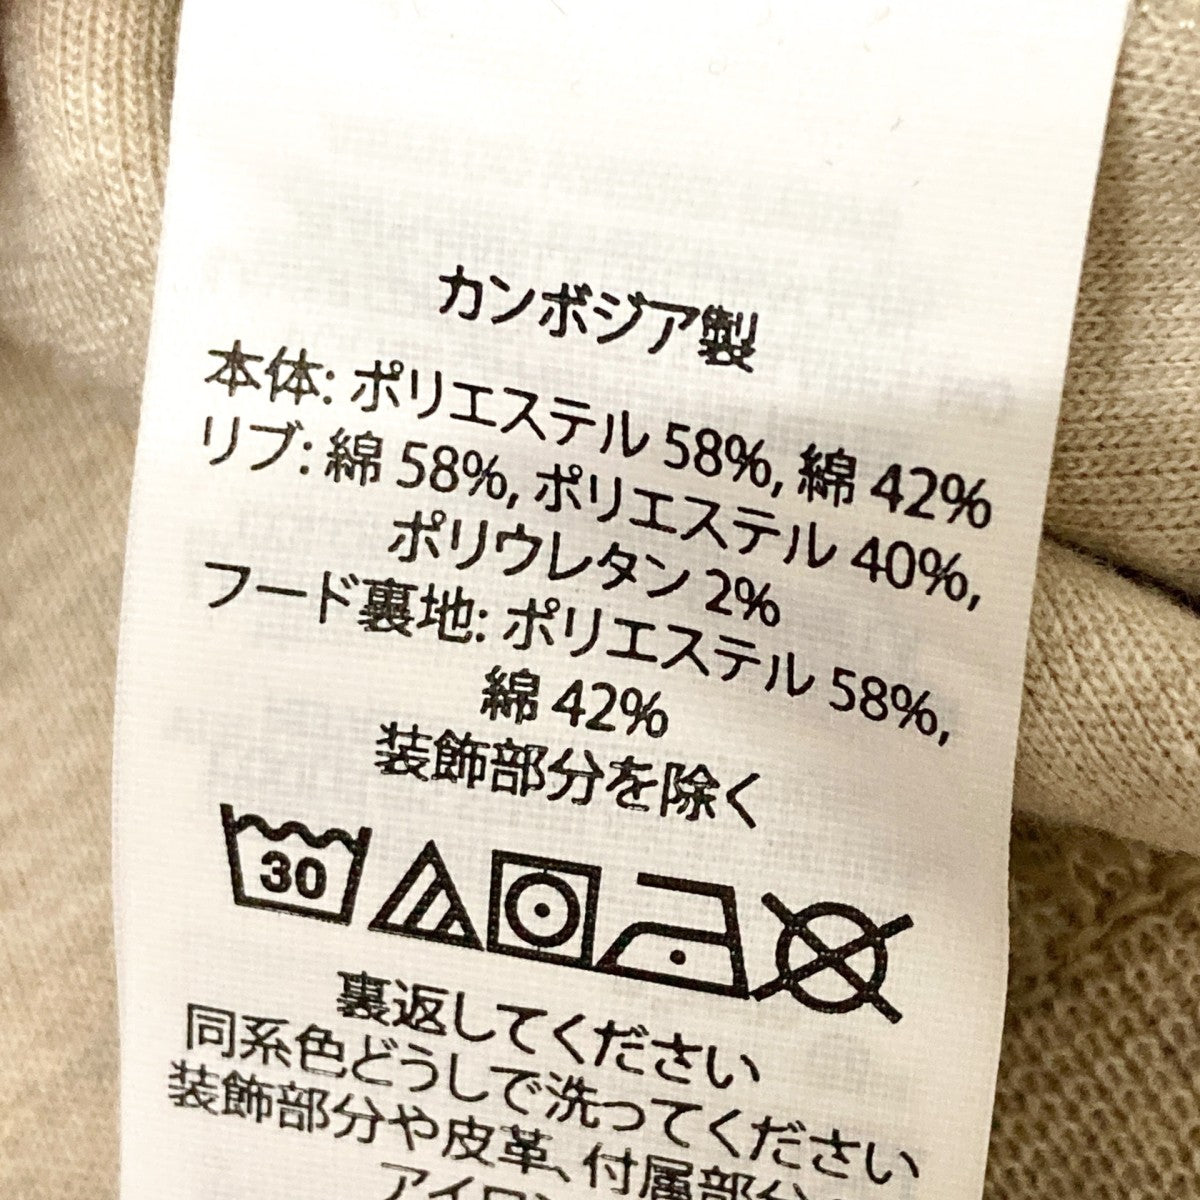 カンボジア製
本体: ポリエステル 58%, 綿 42%
リブ: 綿 58%, ポリエステル 40%,
ポリウレタン 2%
フード裏地: ポリエステル 58%,
綿 42%
装飾部分を除く
30
裏返してください
同系色どうしで洗ってください
装飾部分や皮革、付属部分
アイロン